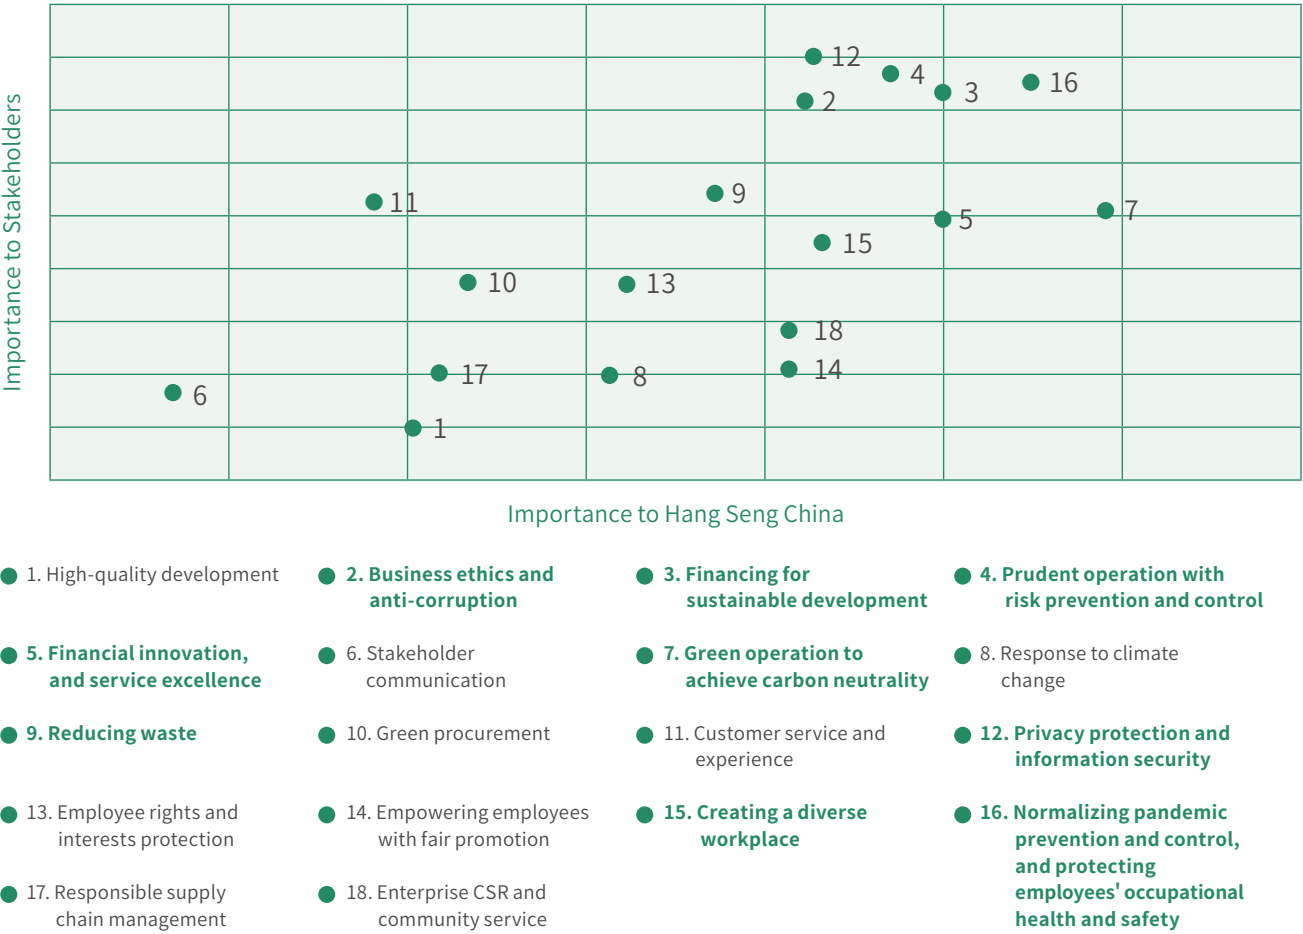 Importance to Stakeholders
12
4
16
3
2
9
11
7
5
15
10
13
18
14
17
8
6
1
Importance to Hang Seng China
1. High-quality development
2. Business ethics and
anti-corruption
3. Financing for
sustainable development
4. Prudent operation with
risk prevention and control
5. Financial innovation,
and service excellence
6. Stakeholder
communication
7. Green operation to
achieve carbon neutrality
8. Response to climate
change
9. Reducing waste
10. Green procurement
11. Customer service and
experience
12. Privacy protection and
information security
13. Employee rights and
interests protection
14. Empowering employees
with fair promotion
15. Creating a diverse
workplace
16. Normalizing pandemic
prevention and control,
and protecting
employees' occupational
health and safety
17. Responsible supply
chain management
18. Enterprise CSR and
community service